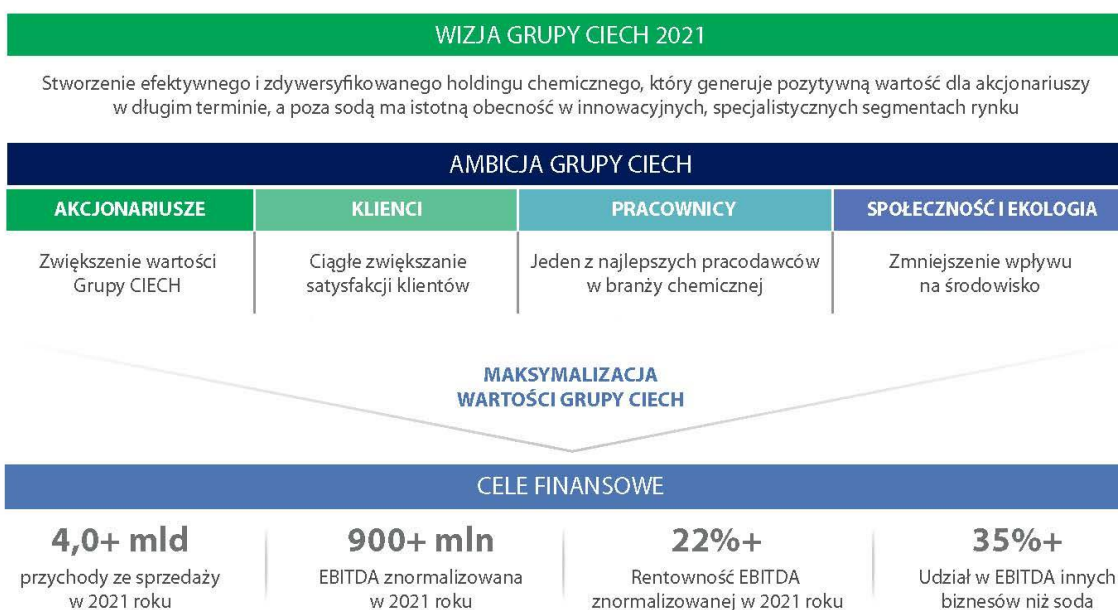 WIZJA GRUPY CIECH 2021
Stworzenie efektywnego i zdywersyfikowanego holdingu chemicznego, który generuje pozytywną wartość dla akcjonariuszy
w długim terminie, a poza sodą ma istotną obecność w innowacyjnych, specjalistycznych segmentach rynku
AMBICJA GRUPY CIECH
AKCJONARIUSZE
Zwiększenie wartości
Grupy CIECH
KLIENCI
Ciągłe zwiększanie
satysfakcji klientów
PRACOWNICY
Jeden z najlepszych pracodawców
w branży chemicznej
SPOŁECZNOŚĆ I EKOLOGIA
Zmniejszenie wpływu
na środowisko
MAKSYMALIZACJA
WARTOŚCI GRUPY CIECH
CELE FINANSOWE
4,0+ mld
przychody ze sprzedaży
w 2021 roku
900+ mln
EBITDA znormalizowana
w 2021 roku
22%+
Rentowność EBITDA
znormalizowanej w 2021 roku
35%+
Udział w EBITDA innych
biznesów niż soda